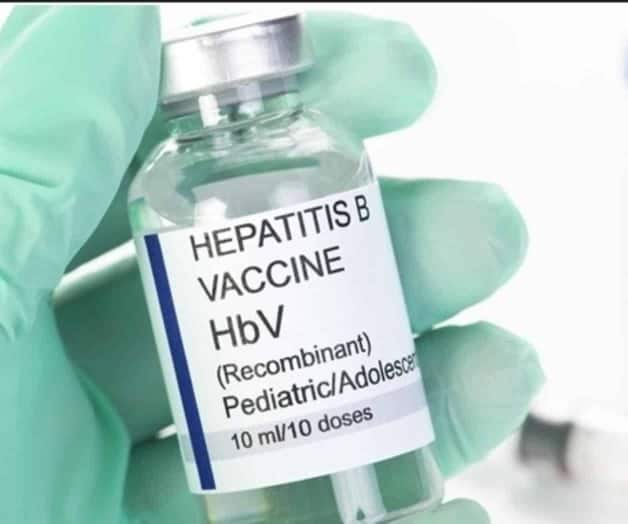 HEPATITIS B
VACCINE
HbV
(Recombinant)
Pediatric/Adolescen
10 ml/10 doses